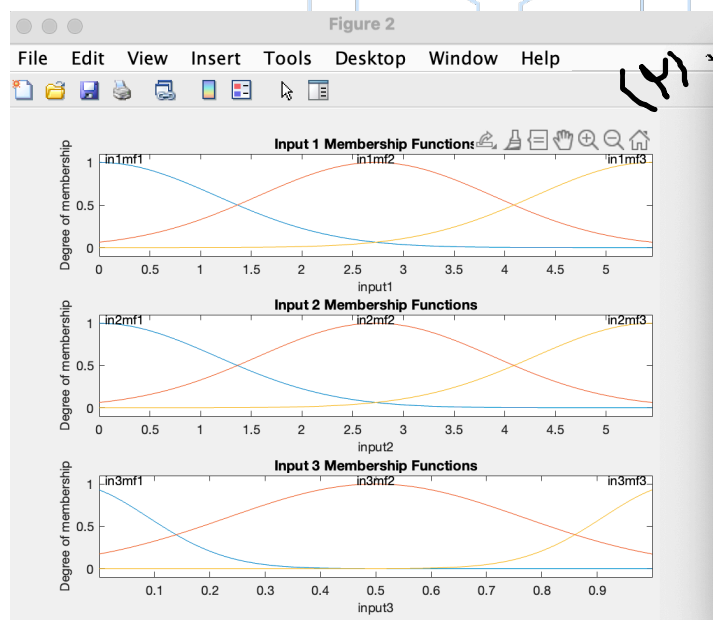 Figure 2
File Edit View Insert Tools Desktop Window Help
Input 1 Membership Functions
Degree of membership
in1mf1 in1mf2 in1mf3
1
0.5
0
0 0.5 1 1.5 2 2.5 3 3.5 4 4.5 5
input1
Input 2 Membership Functions
Degree of membership
in2mf1 in2mf2 in2mf3
1
0.5
0
0 0.5 1 1.5 2 2.5 3 3.5 4 4.5 5
input2
Input 3 Membership Functions
Degree of membership
in3mf1 in3mf2 in3mf3
1
0.5
0
0.1 0.2 0.3 0.4 0.5 0.6 0.7 0.8 0.9
input3